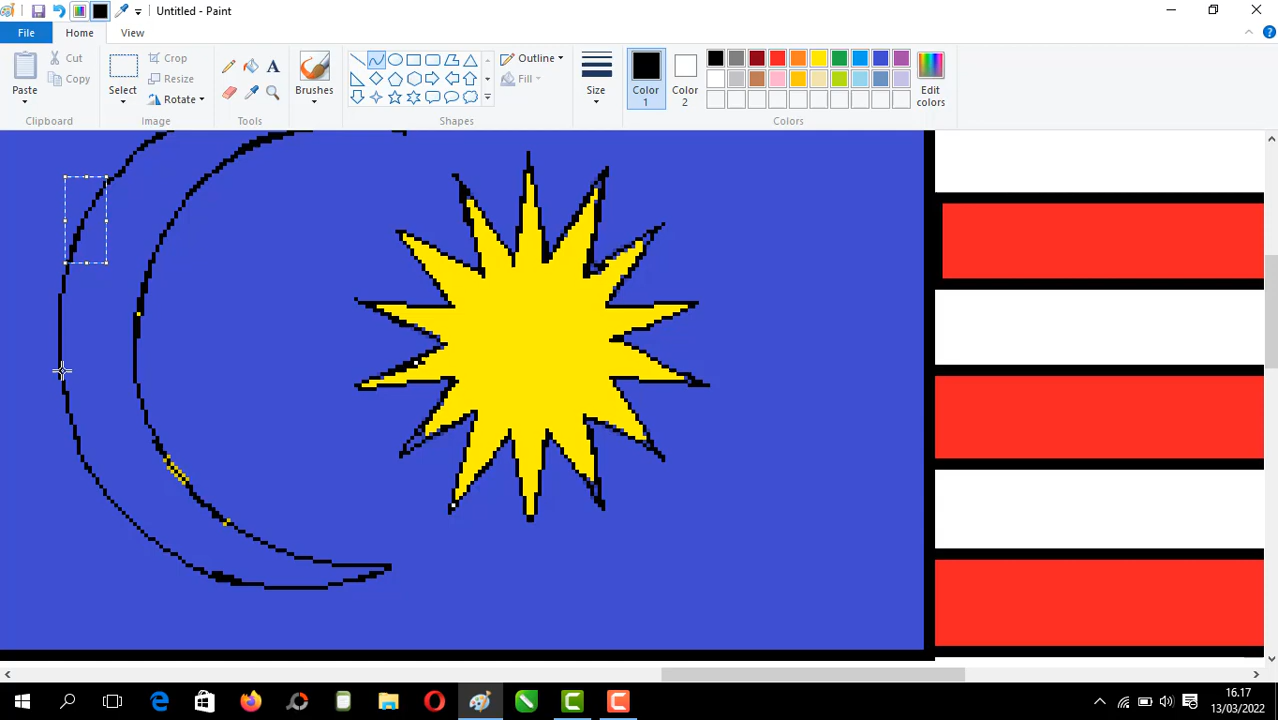 Untitled - Paint
File
Home
View
Paste
Cut
Copy
Clipboard
Select
Crop
Resize
Rotate
Image
A
Tools
Brushes
Outline
Fill
Shapes
Size
Color
1
Color
2
Edit
colors
Colors
16.17
13/03/2022